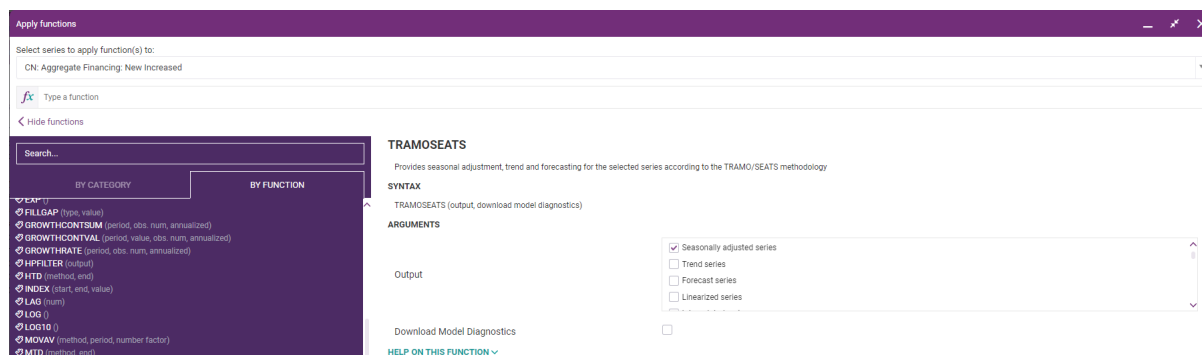 Apply functions
Select series to apply function(s) to:
CN: Aggregate Financing: New Increased
fx Type a function
Hide functions
Search...
BY CATEGORY BY FUNCTION
EXP ()
FILLGAP (type, value)
GROWTHCONTSUM (period, obs. num, annualized)
GROWTHCONTVAL (period, value, obs. num, annualized)
GROWTHRATE (period, obs. num, annualized)
HPFILTER (output)
HTD (method, end)
INDEX (start, end, value)
LAG (num)
LOG ()
LOG10 ()
MOVAV (method, period, number factor)
MTD (method, end)
TRAMOSEATS
Provides seasonal adjustment, trend and forecasting for the selected series according to the TRAMO/SEATS methodology
SYNTAX
TRAMOSEATS (output, download model diagnostics)
ARGUMENTS
Output
Seasonally adjusted series
Trend series
Forecast series
Linearized series
Download Model Diagnostics
HELP ON THIS FUNCTION